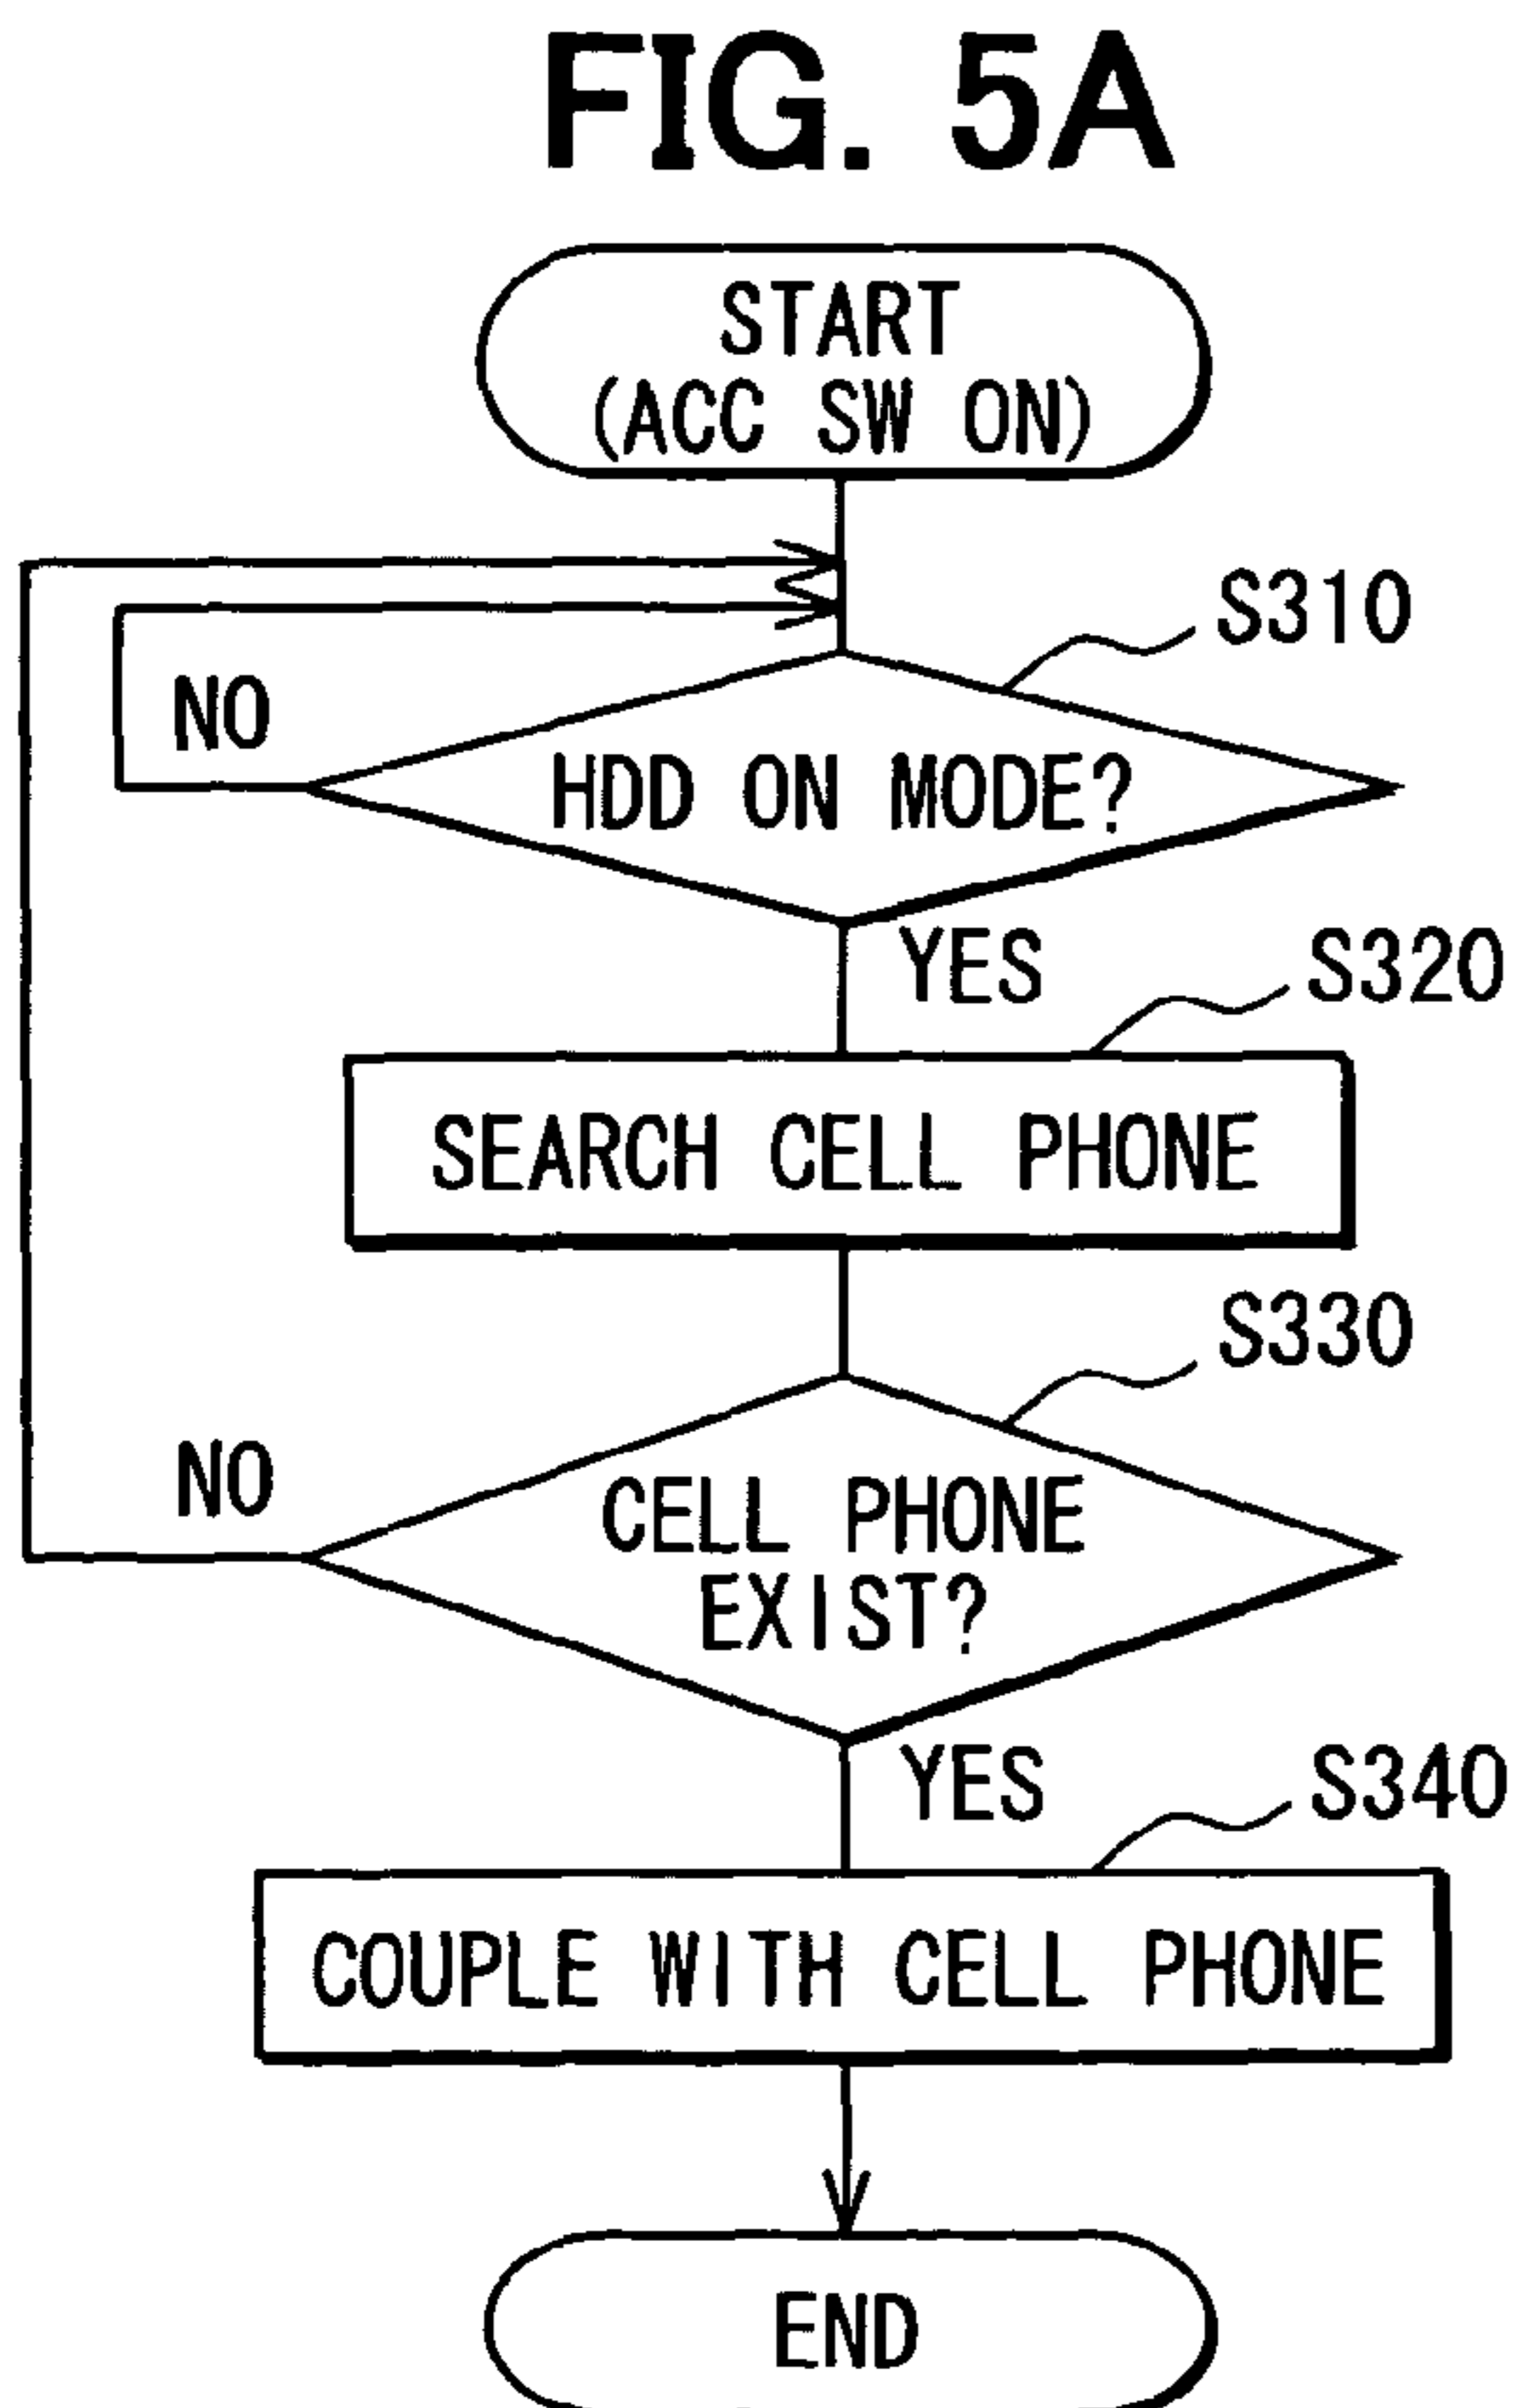 FIG. 5A
START
(ACC SW ON)
S310
NO
HDD ON MODE?
YES
S320
SEARCH CELL PHONE
S330
NO
CELL PHONE
EXIST?
YES
S340
COUPLE WITH CELL PHONE
END